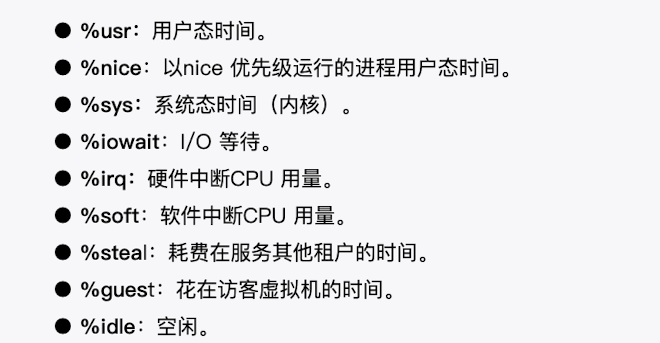 ● %usr：用户态时间。
● %nice：以nice 优先级运行的进程用户态时间。
● %sys：系统态时间（内核）。
● %iowait：I/O 等待。
● %irq：硬件中断CPU 用量。
● %soft：软件中断CPU 用量。
● %steal：耗费在服务其他租户的时间。
● %guest：花在访客虚拟机的时间。
● %idle：空闲。